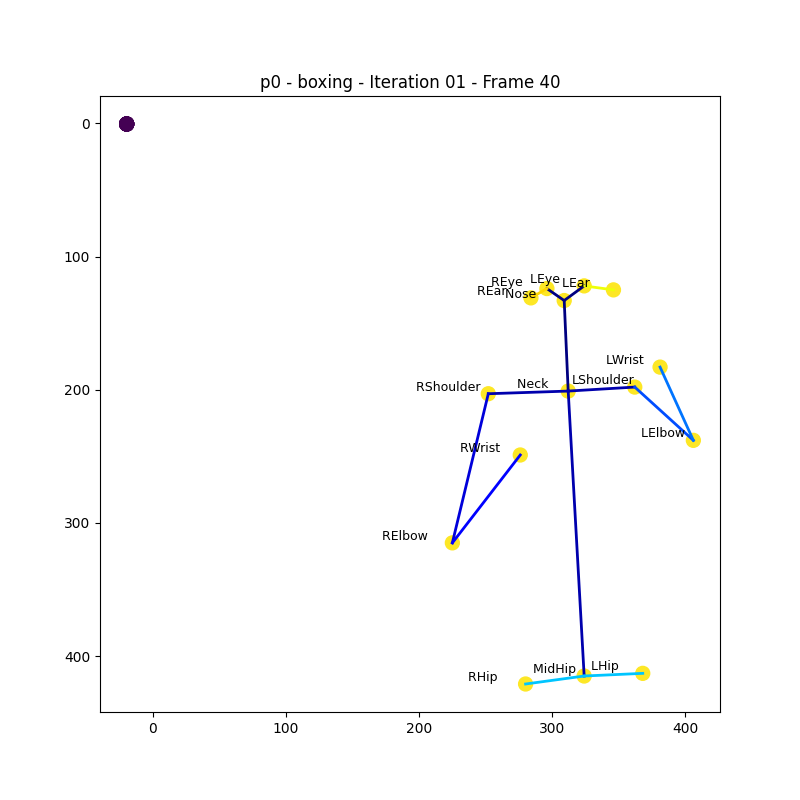 p0 - boxing - Iteration 01 - Frame 40
0
100
200
300
400
REye LEye LEar
REar Nose
LWrist
RShoulder Neck LShoulder
LElbow
RWrist
RElbow
MidHip LHip
RHip
0 100 200 300 400